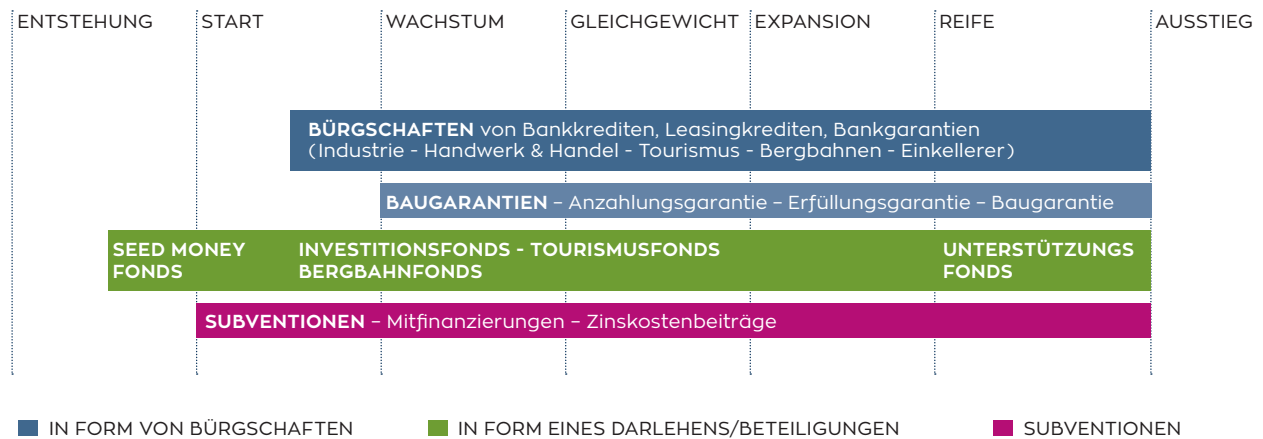 ENTSTEHUNG START WACHSTUM GLEICHGEWICHT EXPANSION REIFE AUSSTIEG
BÜRGSCHAFTEN von Bankkrediten, Leasingkrediten, Bankgarantien
(Industrie - Handwerk & Handel - Tourismus - Bergbahnen - Einkellerer)
BAUGARANTIEN – Anzahlungsgarantie – Erfüllungsgarantie – Baugarantie
SEED MONEY
FONDS
INVESTITIONSFONDS - TOURISMUSFONDS
BERGBAHNFONDS
UNTERSTÜTZUNGS
FONDS
SUBVENTIONEN – Mitfinanzierungen – Zinskostenbeiträge
IN FORM VON BÜRGSCHAFTEN IN FORM EINES DARLEHENS/BETEILIGUNGEN SUBVENTIONEN